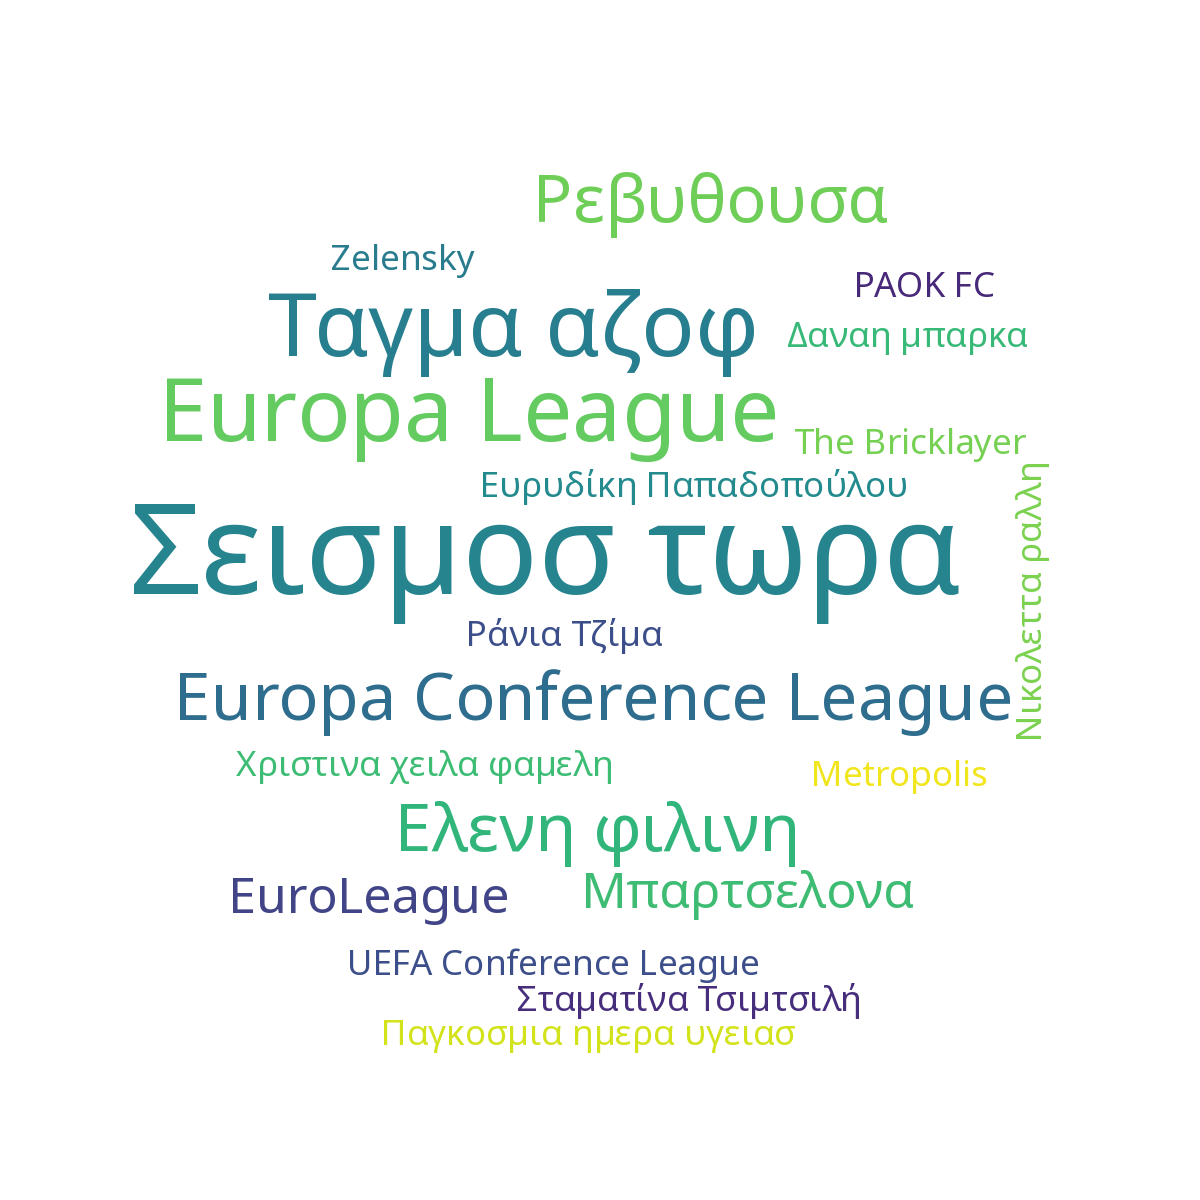 Ρεβυθουσα
Zelensky
PAOK FC
Ταγμα αζοφ
Δαναη μπαρκα
Europa League
The Bricklayer
Ευρυδίκη Παπαδοπούλου
Νικολεττα ραλλη
Σεισμοσ τωρα
Ράνια Τζίμα
Europa Conference League
Χριστινα χειλα φαμελη
Metropolis
Ελενη φιλινη
EuroLeague
Μπαρτσελονα
UEFA Conference League
Σταματίνα Τσιμτσιλή
Παγκοσμια ημερα υγειασ